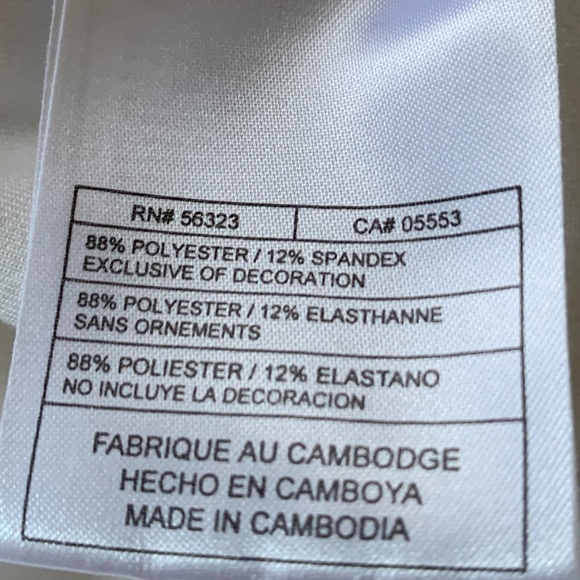 RN# 56323 CA# 05553
88% POLYESTER / 12% SPANDEX
EXCLUSIVE OF DECORATION
88% POLYESTER / 12% ELASTHANNE
SANS ORNEMENTS
88% POLIESTER / 12% ELASTANO
NO INCLUYE LA DECORACION
FABRIQUE AU CAMBODGE
HECHO EN CAMBOYA
MADE IN CAMBODIA